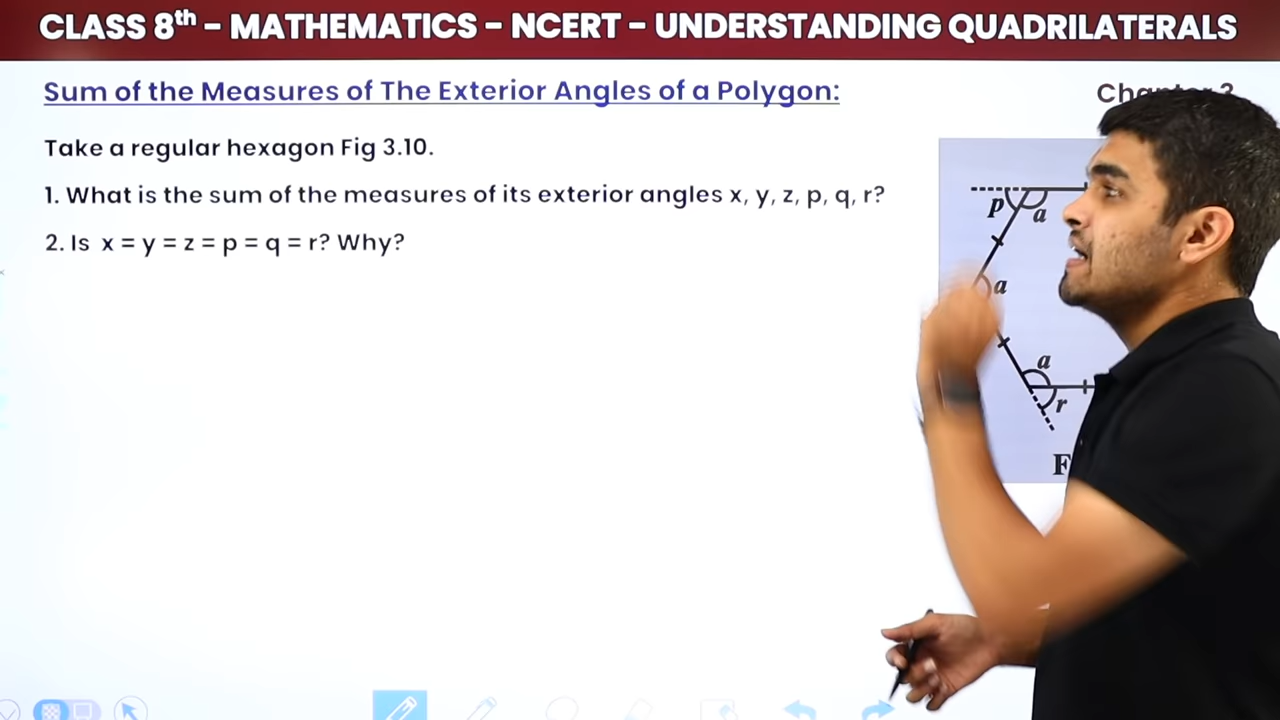 CLASS 8th – MATHEMATICS – NCERT – UNDERSTANDING QUADRILATERALS
Sum of the Measures of The Exterior Angles of a Polygon:
Take a regular hexagon Fig 3.10.
1. What is the sum of the measures of its exterior angles x, y, z, p, q, r?
2. Is x = y = z = p = q = r? Why?
p
a
a
a
r